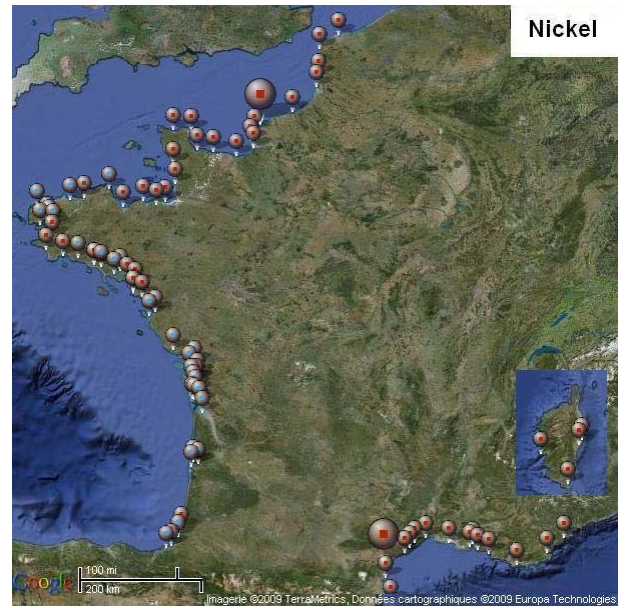 Nickel
100 mi
200 km
Google
Imagerie ©2009 TerraMetrics, Données cartographiques ©2009 Europa Technologies